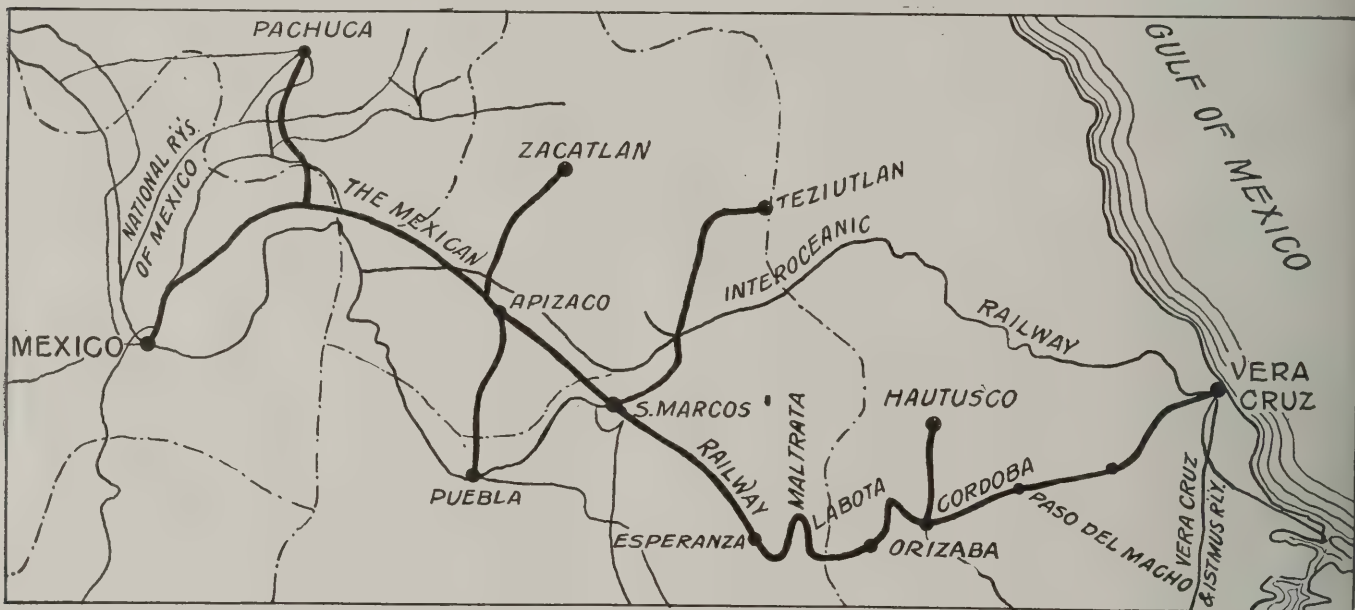 PACHUCA
GULF OF MEXICO
NATIONAL R'Y'S.
OF MEXICO
ZACATLAN
THE MEXICAN
TEZIUTLAN
INTEROCEANIC
APIZACO
RAILWAY
MEXICO
VERA
CRUZ
S. MARCOS
HAUTUSCO
MALTRATA
RAILWAY
LABOTA
CORDOBA
PUEBLA
PASO DEL MACHO
VERA CRUZ
& ISTMUS RLY.
ESPERANZA
ORIZABA